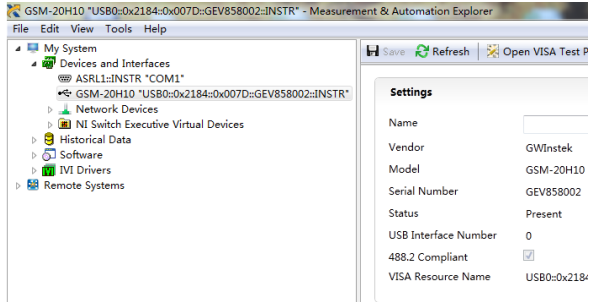 GSM-20H10 "USB0::0x2184::0x007D::GEV858002::INSTR" - Measurement & Automation Explorer
File Edit View Tools Help
My System
Devices and Interfaces
ASRL1::INSTR "COM1"
GSM-20H10 "USB0::0x2184::0x007D::GEV858002::INSTR"
Network Devices
NI Switch Executive Virtual Devices
Historical Data
Software
IVI Drivers
Remote Systems
Save Refresh Open VISA Test P
Settings
Name
Vendor GWInstek
Model GSM-20H10
Serial Number GEV858002
Status Present
USB Interface Number 0
488.2 Compliant
VISA Resource Name USB0::0x2184